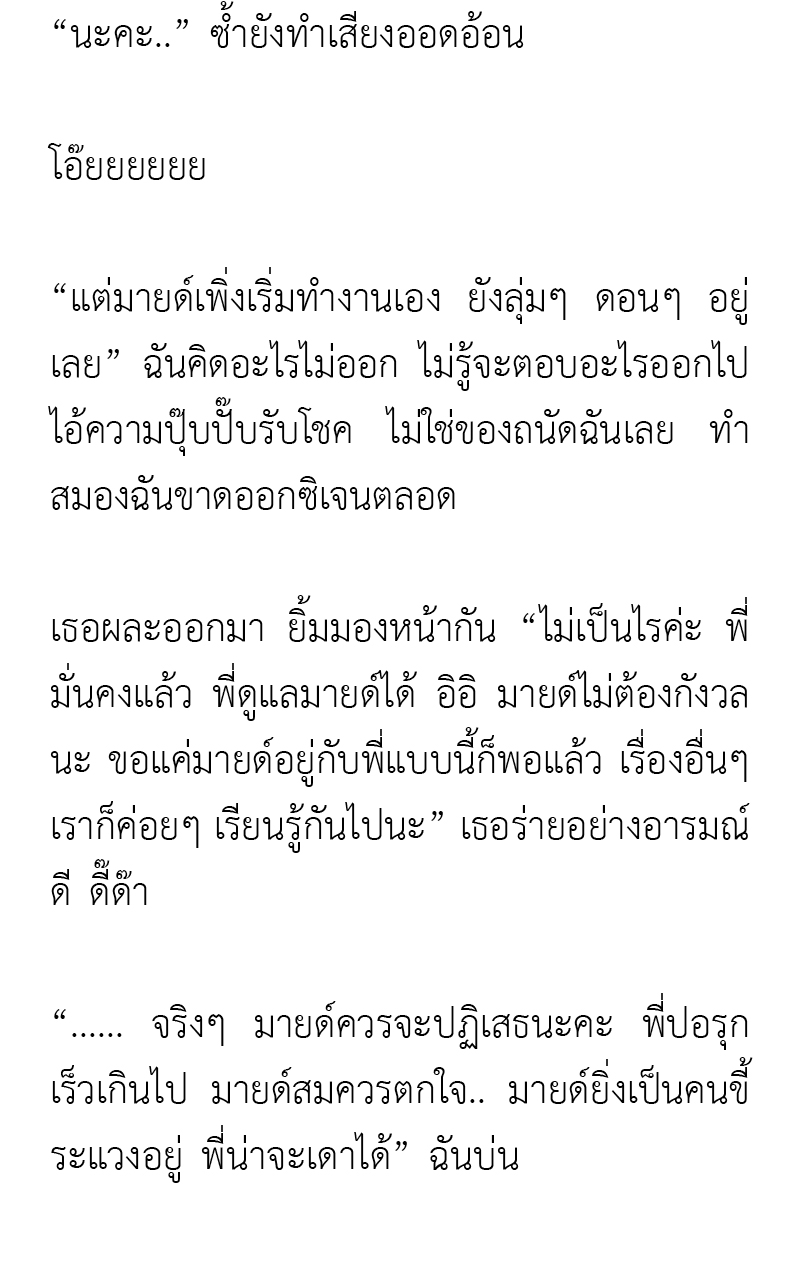 “นะคะ..” ซ้ำยังทำเสียงออดอ้อน
โอ๊ยยยยยย
“แต่มายด์เพิ่งเริ่มทำงานเอง ยังลุ่มๆ ดอนๆ อยู่
เลย” ฉันคิดอะไรไม่ออก ไม่รู้จะตอบอะไรออกไป
ไอ้ความปุ๊บปั๊บรับโชค ไม่ใช่ของถนัดฉันเลย ทำ
สมองฉันขาดออกซิเจนตลอด
เธอผละออกมา ยิ้มมองหน้ากัน “ไม่เป็นไรค่ะ พี่
มั่นคงแล้ว พี่ดูแลมายด์ได้ อิอิ มายด์ไม่ต้องกังวล
นะ ขอแค่มายด์อยู่กับพี่แบบนี้ก็พอแล้ว เรื่องอื่นๆ
เราก็ค่อยๆ เรียนรู้กันไปนะ” เธอร่ายอย่างอารมณ์
ดี ดี๊ด๊า
“...... จริงๆ มายด์ควรจะปฏิเสธนะคะ พี่ปอรุก
เร็วเกินไป มายด์สมควรตกใจ.. มายด์ยิ่งเป็นคนขี้
ระแวงอยู่ พี่น่าจะเดาได้” ฉันบ่น